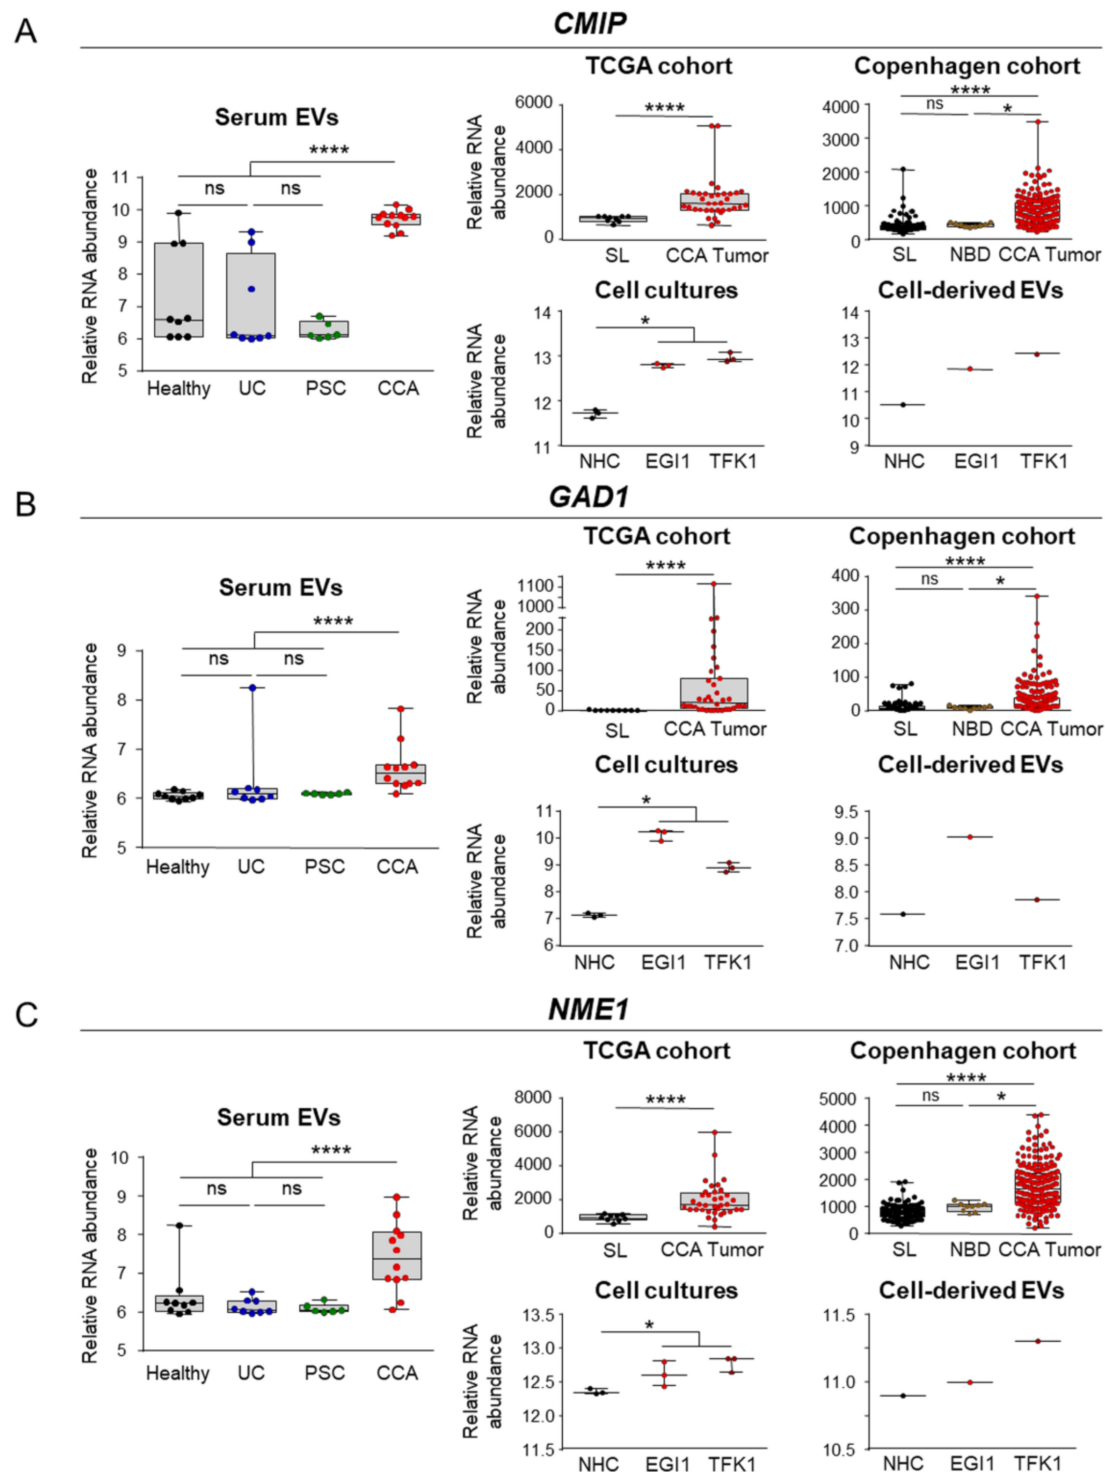 A
CMIP
Serum EVs
Relative RNA abundance
11
10
9
8
7
6
5
ns
ns
****
Healthy UC PSC CCA
TCGA cohort
Relative RNA
abundance
6000
4000
2000
0
****
SL CCA Tumor
Copenhagen cohort
4000
3000
2000
1000
0
****
ns *
SL NBD CCA Tumor
Cell cultures
Relative RNA
abundance
14
13
12
11
*
NHC EGI1 TFK1
Cell-derived EVs
14
13
12
11
10
9
NHC EGI1 TFK1
B
GAD1
Serum EVs
Relative RNA abundance
9
8
7
6
5
ns
ns
****
Healthy UC PSC CCA
TCGA cohort
Relative RNA
abundance
1100
1000
200
150
100
50
0
****
SL CCA Tumor
Copenhagen cohort
400
300
200
100
0
****
ns *
SL NBD CCA Tumor
Cell cultures
Relative RNA
abundance
11
10
9
8
7
6
*
NHC EGI1 TFK1
Cell-derived EVs
9.5
9.0
8.5
8.0
7.5
7.0
NHC EGI1 TFK1
C
NME1
Serum EVs
Relative RNA abundance
10
9
8
7
6
5
ns
ns
****
Healthy UC PSC CCA
TCGA cohort
Relative RNA
abundance
8000
6000
4000
2000
0
****
SL CCA Tumor
Copenhagen cohort
5000
4000
3000
2000
1000
0
****
ns *
SL NBD CCA Tumor
Cell cultures
Relative RNA
abundance
13.5
13.0
12.5
12.0
11.5
*
NHC EGI1 TFK1
Cell-derived EVs
11.5
11.0
10.5
NHC EGI1 TFK1